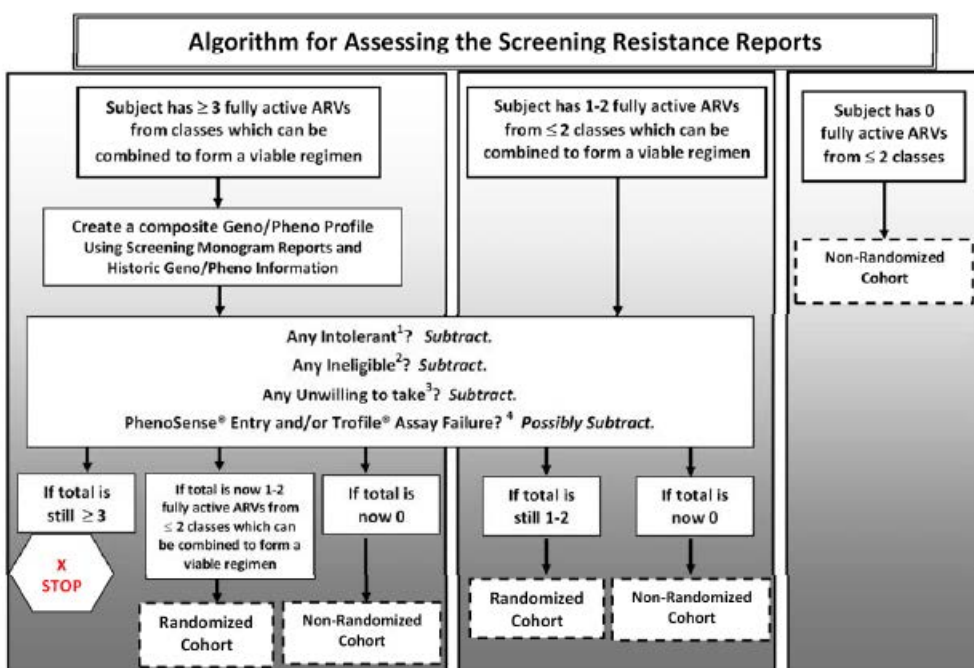 Algorithm for Assessing the Screening Resistance Reports
Subject has ≥ 3 fully active ARVs
from classes which can be
combined to form a viable regimen
Create a composite Geno/Pheno Profile
Using Screening Monogram Reports and
Historic Geno/Pheno Information
Subject has 1-2 fully active ARVs
from ≤ 2 classes which can be
combined to form a viable regimen
Subject has 0
fully active ARVs
from ≤ 2 classes
Non-Randomized
Cohort
Any Intolerant¹? Subtract.
Any Ineligible²? Subtract.
Any Unwilling to take³? Subtract.
PhenoSense® Entry and/or Trofile® Assay Failure? ⁴ Possibly Subtract.
If total is
still ≥ 3
X
STOP
If total is now 1-2
fully active ARVs from
≤ 2 classes which can
be combined to form a
viable regimen
Randomized
Cohort
If total is
now 0
Non-Randomized
Cohort
If total is
still 1-2
Randomized
Cohort
If total is
now 0
Non-Randomized
Cohort